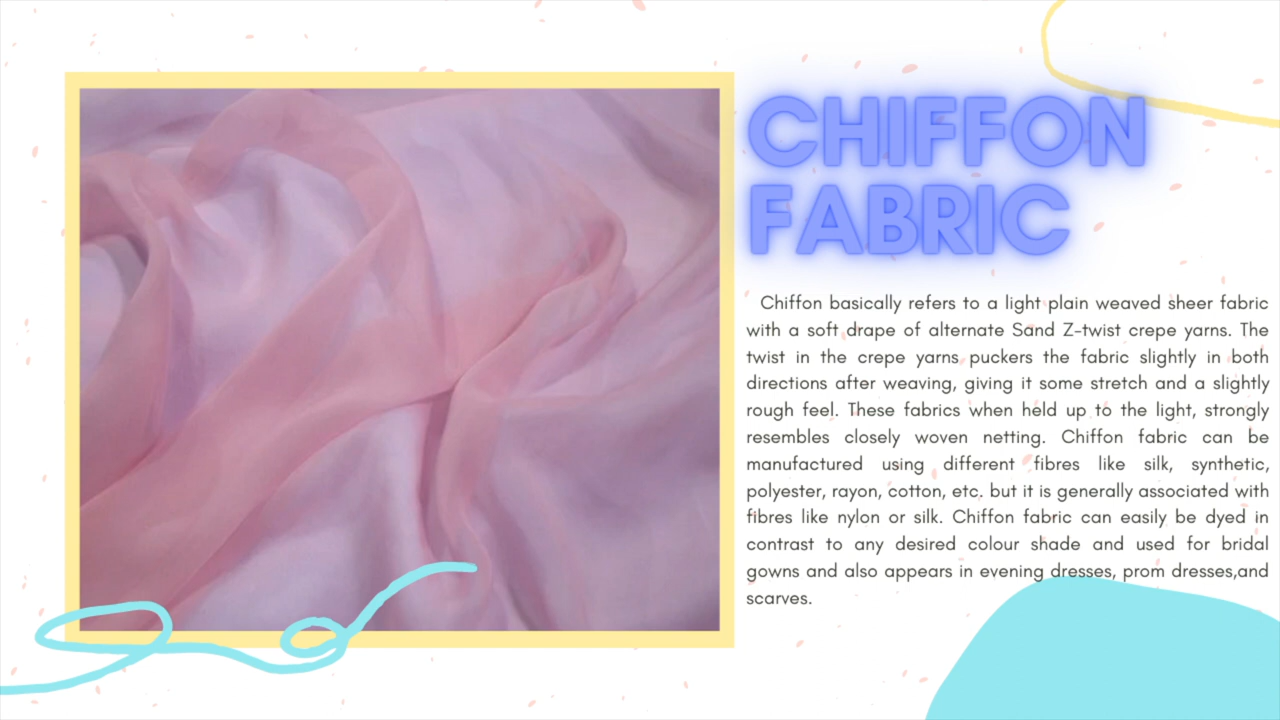 CHIFFON
FABRIC
Chiffon basically refers to a light plain weaved sheer fabric
with a soft drape of alternate Sand Z-twist crepe yarns. The
twist in the crepe yarns puckers the fabric slightly in both
directions after weaving, giving it some stretch and a slightly
rough feel. These fabrics when held up to the light, strongly
resembles closely woven netting. Chiffon fabric can be
manufactured using different fibres like silk, synthetic,
polyester, rayon, cotton, etc. but it is generally associated with
fibres like nylon or silk. Chiffon fabric can easily be dyed in
contrast to any desired colour shade and used for bridal
gowns and also appears in evening dresses, prom dresses,and
scarves.